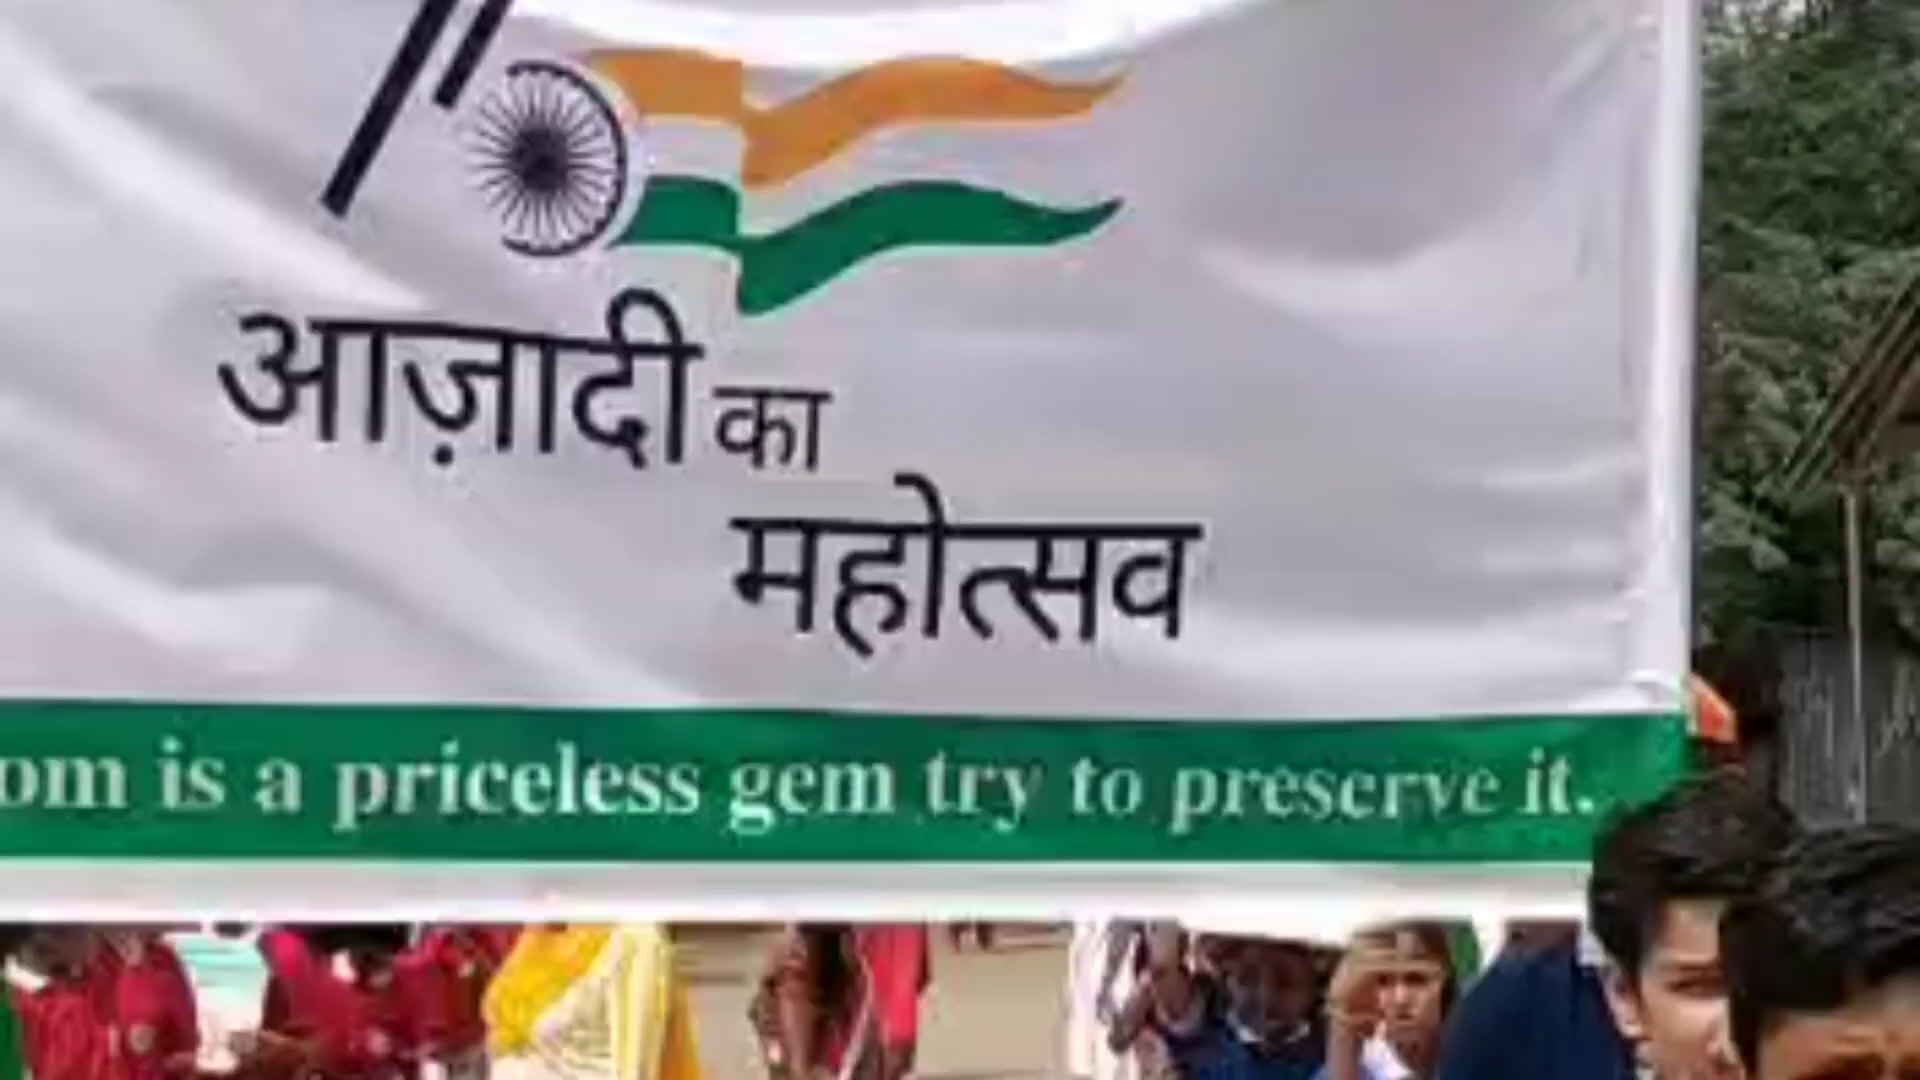 आज़ादी का
महोत्सव
om is a priceless gem try to preserve it.